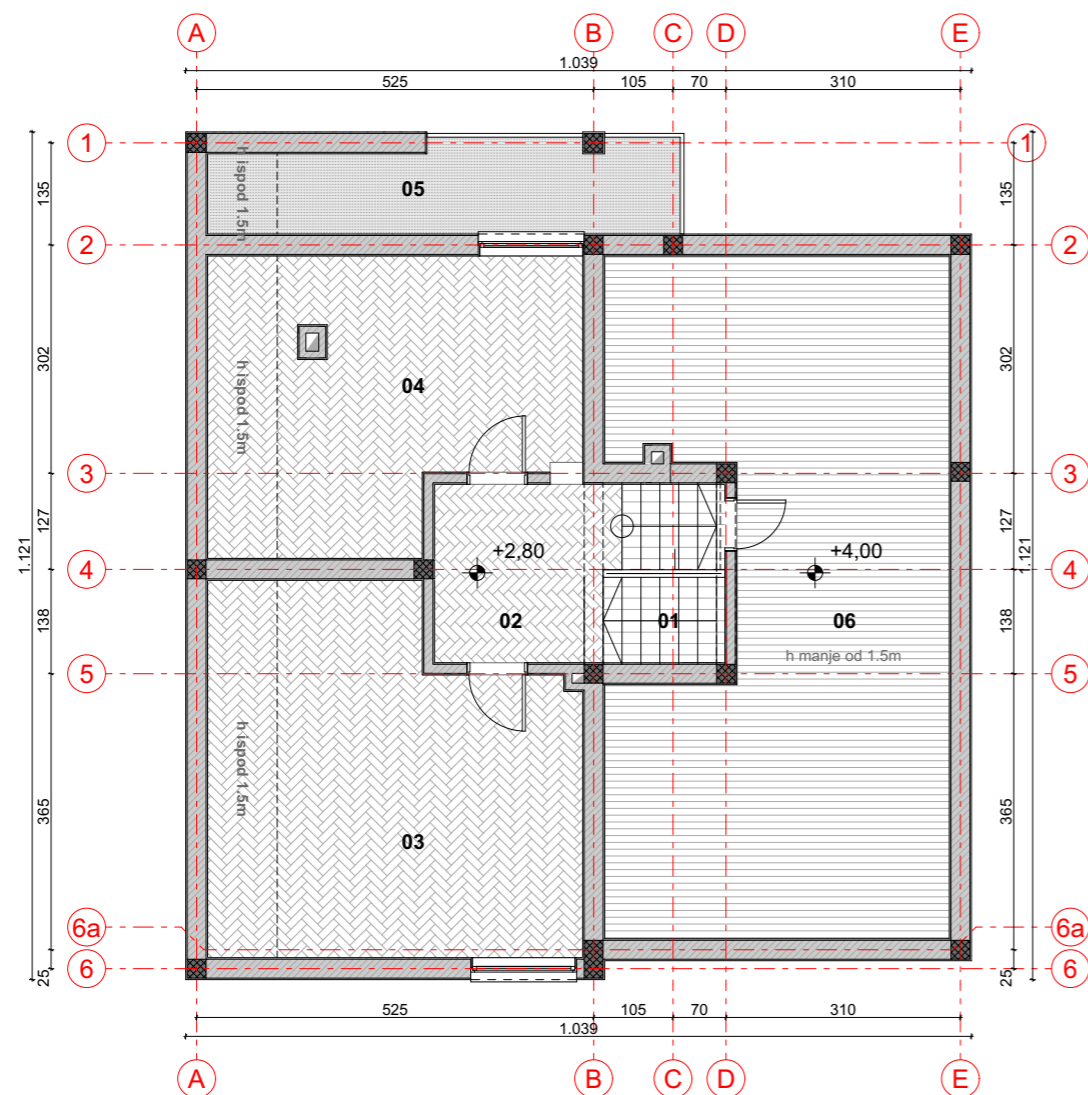 A B C D E
1.039
525 105 70 310
1 1
135 135
h ispod 1.5m
05
2 2
302 302
h ispod 1.5m
04
3 3
127 127
+2,80 +4,00
1.121 1.121
4 4
138 138
02 01 06
h manje od 1.5m
5 5
h ispod 1.5m
365 365
03
6a 6a
25 25
6 6
525 105 70 310
1.039
A B C D E